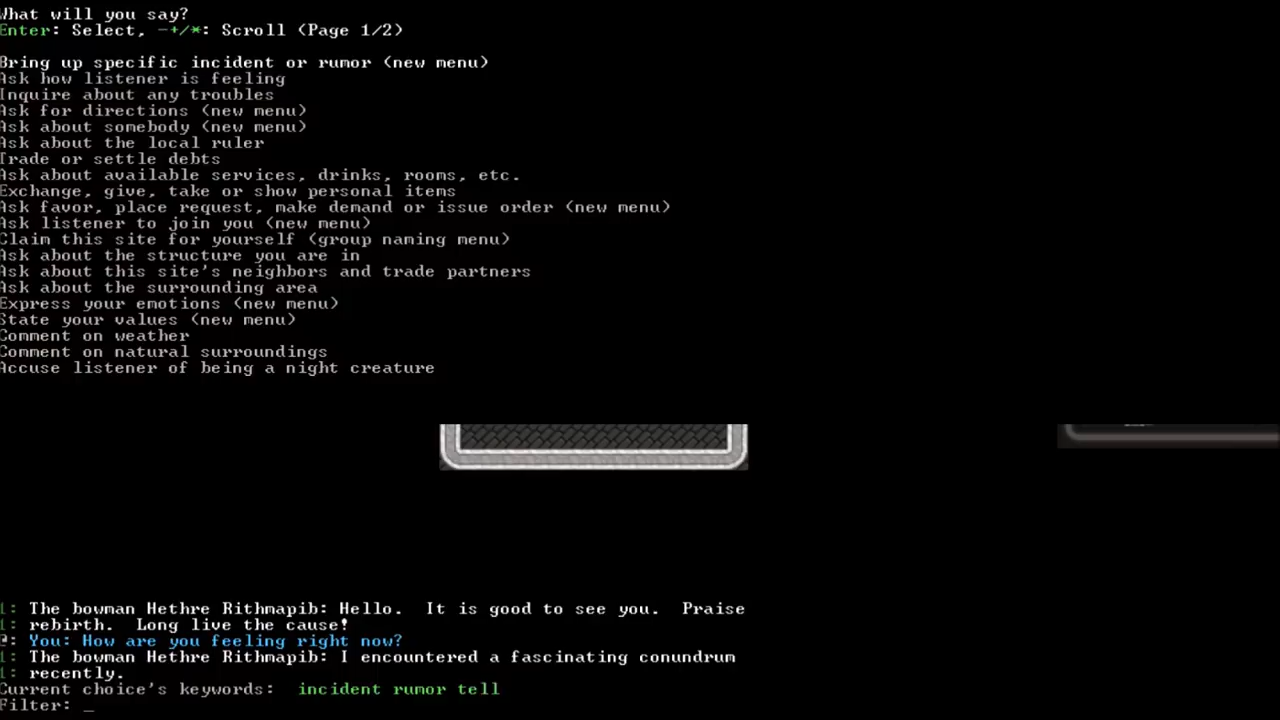 What will you say?
Enter: Select, -+/*: Scroll (Page 1/2)
Bring up specific incident or rumor (new menu)
Ask how listener is feeling
Inquire about any troubles
Ask for directions (new menu)
Ask about somebody (new menu)
Ask about the local ruler
Trade or settle debts
Ask about available services, drinks, rooms, etc.
Exchange, give, take or show personal items
Ask favor, place request, make demand or issue order (new menu)
Ask listener to join you (new menu)
Claim this site for yourself (group naming menu)
Ask about the structure you are in
Ask about this site's neighbors and trade partners
Ask about the surrounding area
Express your emotions (new menu)
State your values (new menu)
Comment on weather
Comment on natural surroundings
Accuse listener of being a night creature
1: The bowman Hethre Rithmapib: Hello.  It is good to see you.  Praise
1: rebirth.  Long live the cause!
@: You: How are you feeling right now?
1: The bowman Hethre Rithmapib: I encountered a fascinating conundrum
1: recently.
Current choice's keywords:  incident rumor tell
Filter: _